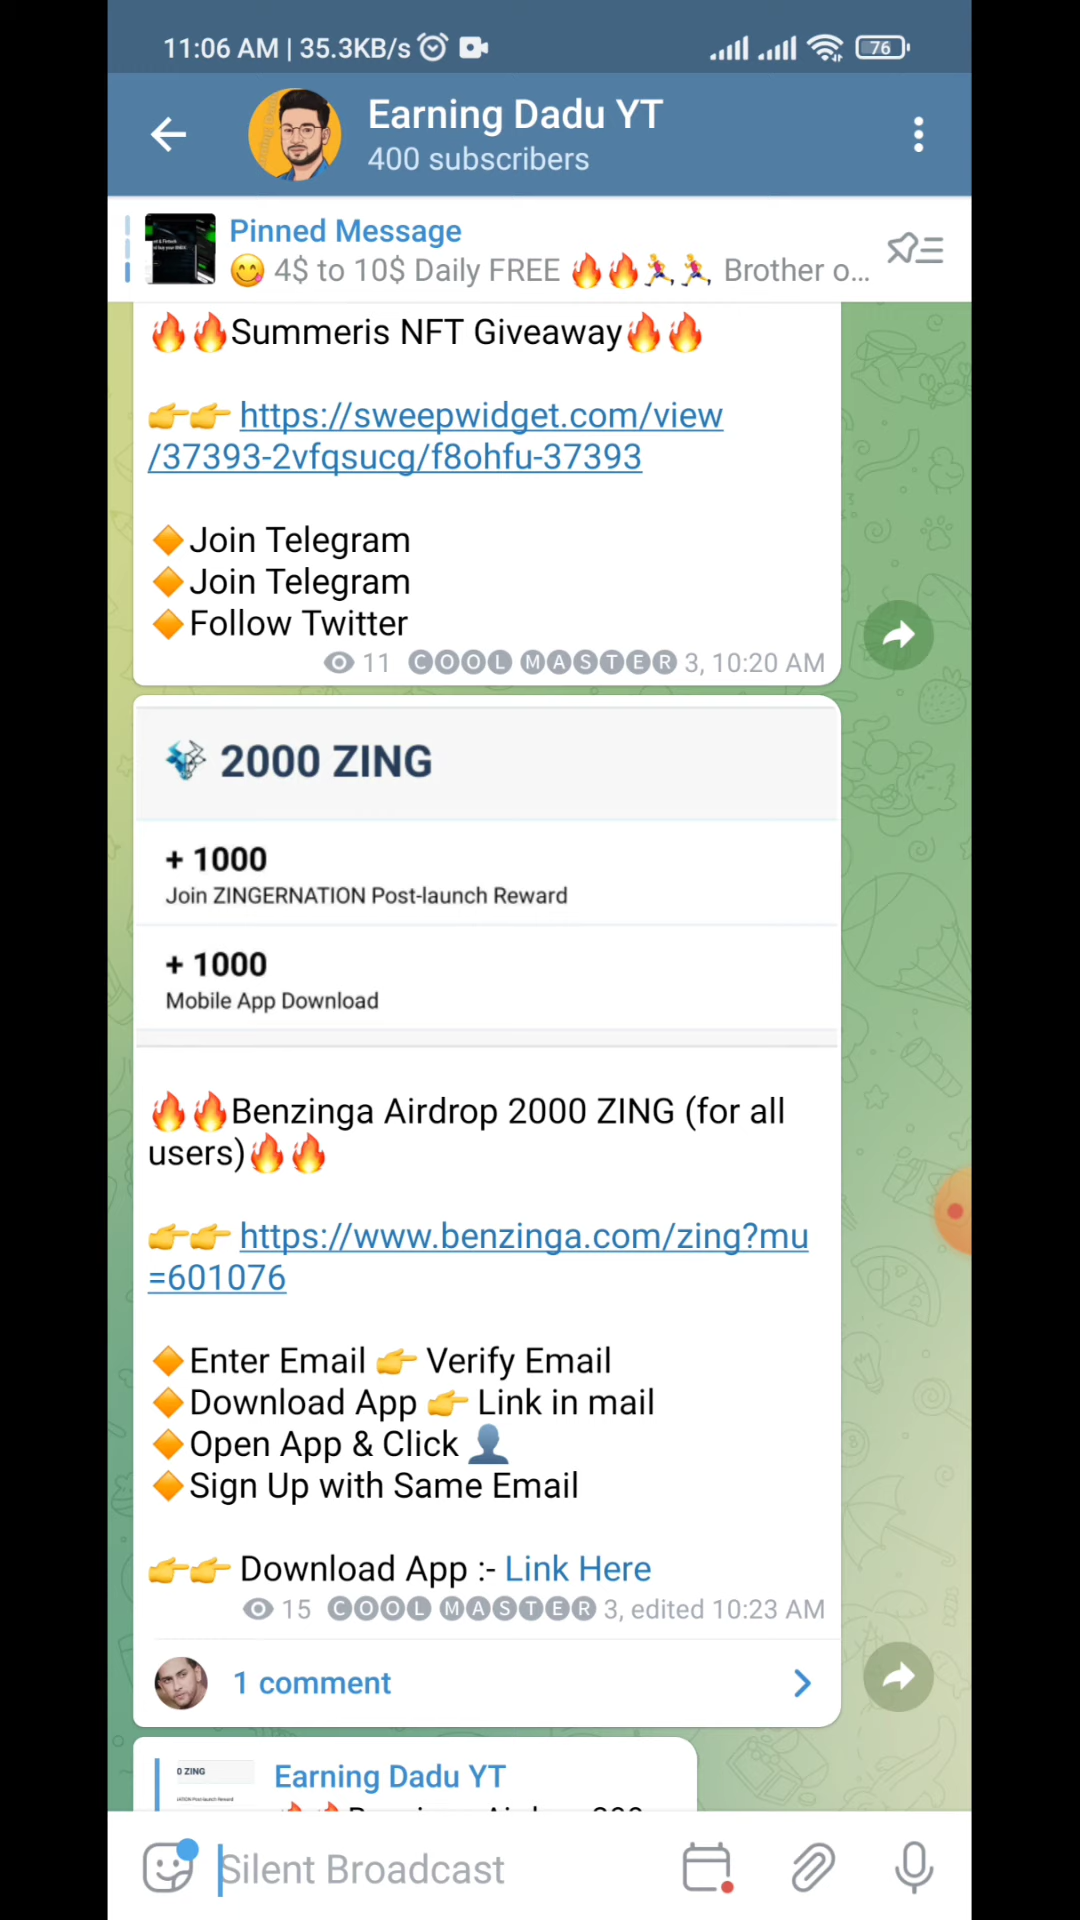 11:06 AM | 35.3KB/s
76
Earning Dadu YT
400 subscribers
Pinned Message
😋 4$ to 10$ Daily FREE 🔥🔥🏃‍♀️🏃‍♀️ Brother o...
🔥🔥Summeris NFT Giveaway🔥🔥
👉👉 https://sweepwidget.com/view
/37393-2vfqsucg/f8ohfu-37393
🔶Join Telegram
🔶Join Telegram
🔶Follow Twitter
11 🅒🅞🅞🅛 🅜🅐🅢🅣🅔🅡 3, 10:20 AM
2000 ZING
+ 1000
Join ZINGERNATION Post-launch Reward
+ 1000
Mobile App Download
🔥🔥Benzinga Airdrop 2000 ZING (for all
users)🔥🔥
👉👉 https://www.benzinga.com/zing?mu
=601076
🔶Enter Email 👉 Verify Email
🔶Download App 👉 Link in mail
🔶Open App & Click 👤
🔶Sign Up with Same Email
👉👉 Download App :- Link Here
15 🅒🅞🅞🅛 🅜🅐🅢🅣🅔🅡 3, edited 10:23 AM
1 comment
0 ZING
Earning Dadu YT
Silent Broadcast